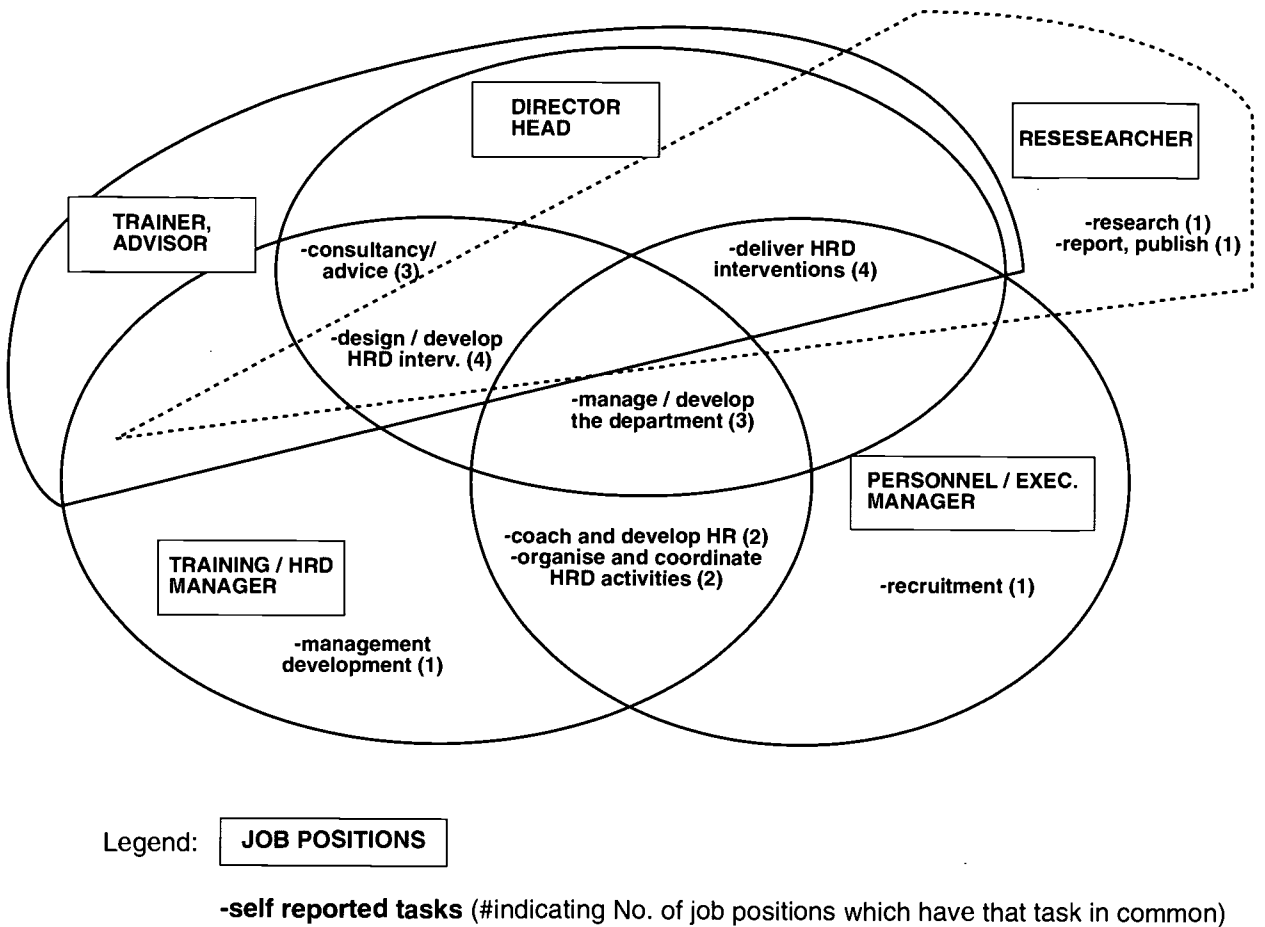 DIRECTOR
HEAD
RESESEARCHER
TRAINER,
ADVISOR
-research (1)
-report, publish (1)
-consultancy/
advice (3)
-deliver HRD
interventions (4)
-design / develop
HRD interv. (4)
-manage / develop
the department (3)
PERSONNEL / EXEC.
MANAGER
-coach and develop HR (2)
-organise and coordinate
HRD activities (2)
TRAINING / HRD
MANAGER
-recruitment (1)
-management
development (1)
Legend:
JOB POSITIONS
-self reported tasks (#indicating No. of job positions which have that task in common)